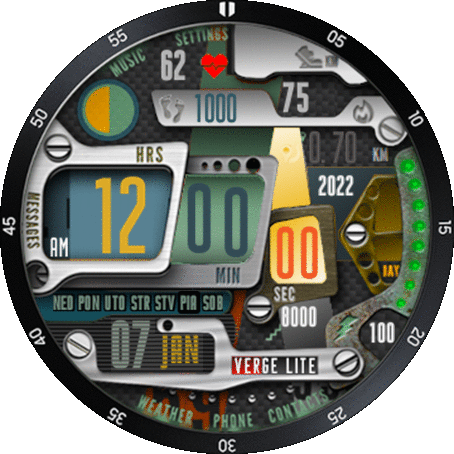 55
05
10
15
20
25
30
35
40
45
50
MUSIC
SETTINGS
62
1000
75
0.70 KM
HRS
2022
MESSAGES
AM
12
00
MIN
00
SEC
8000
JAN
NED PON UTO STR STV PIA SOB
07 JAN
100
VERGE LITE
WEATHER
PHONE
CONTACTS